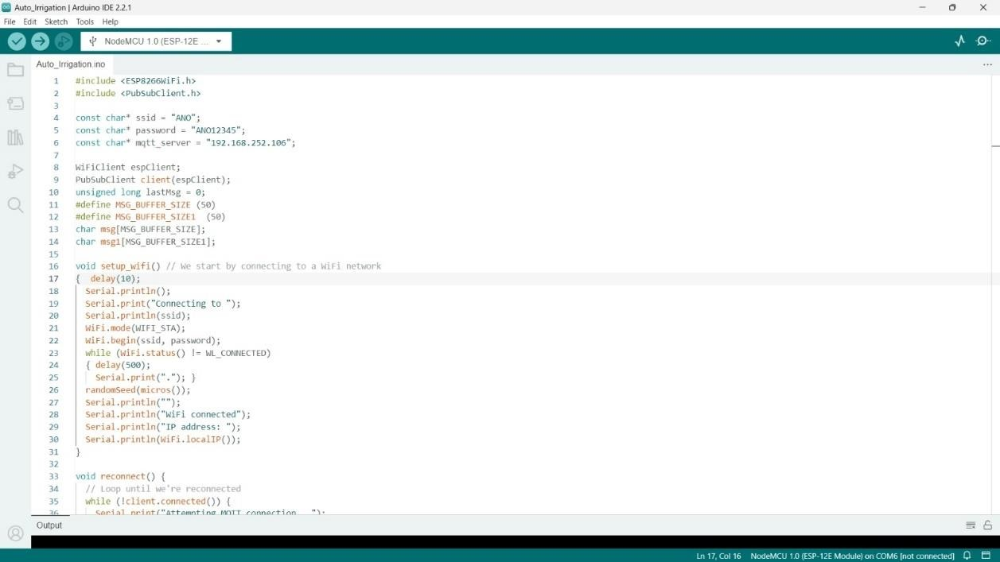 Auto_Irrigation | Arduino IDE 2.2.1
File Edit Sketch Tools Help
NodeMCU 1.0 (ESP-12E ...
Auto_Irrigation.ino
1 #include <ESP8266WiFi.h>
2 #include <PubSubClient.h>
3
4 const char* ssid = "ANO";
5 const char* password = "ANO12345";
6 const char* mqtt_server = "192.168.252.106";
7
8 WiFiClient espClient;
9 PubSubClient client(espClient);
10 unsigned long lastMsg = 0;
11 #define MSG_BUFFER_SIZE (50)
12 #define MSG_BUFFER_SIZE1  (50)
13 char msg[MSG_BUFFER_SIZE];
14 char msg1[MSG_BUFFER_SIZE1];
15
16 void setup_wifi() // We start by connecting to a WiFi network
17 {  delay(10);
18   Serial.println();
19   Serial.print("Connecting to ");
20   Serial.println(ssid);
21   WiFi.mode(WIFI_STA);
22   WiFi.begin(ssid, password);
23   while (WiFi.status() != WL_CONNECTED)
24   { delay(500);
25     Serial.print("."); }
26   randomSeed(micros());
27   Serial.println("");
28   Serial.println("WiFi connected");
29   Serial.println("IP address: ");
30   Serial.println(WiFi.localIP());
31 }
32
33 void reconnect() {
34   // Loop until we're reconnected
35   while (!client.connected()) {
36     Serial.print("Attempting MQTT connection...");
Output
Ln 17, Col 16 NodeMCU 1.0 (ESP-12E Module) on COM6 [not connected]